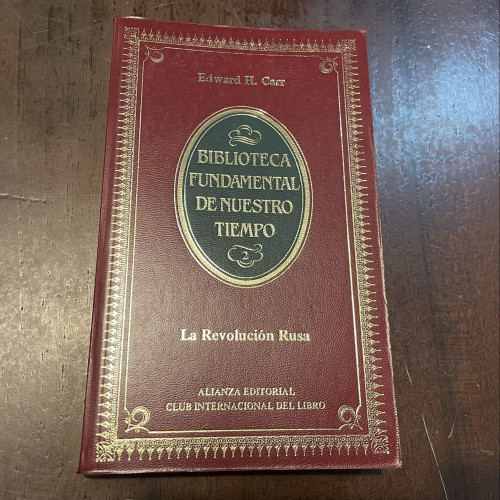 Edward H. Carr
BIBLIOTECA
FUNDAMENTAL
DE NUESTRO
TIEMPO
2
La Revolución Rusa
ALIANZA EDITORIAL
CLUB INTERNACIONAL DEL LIBRO